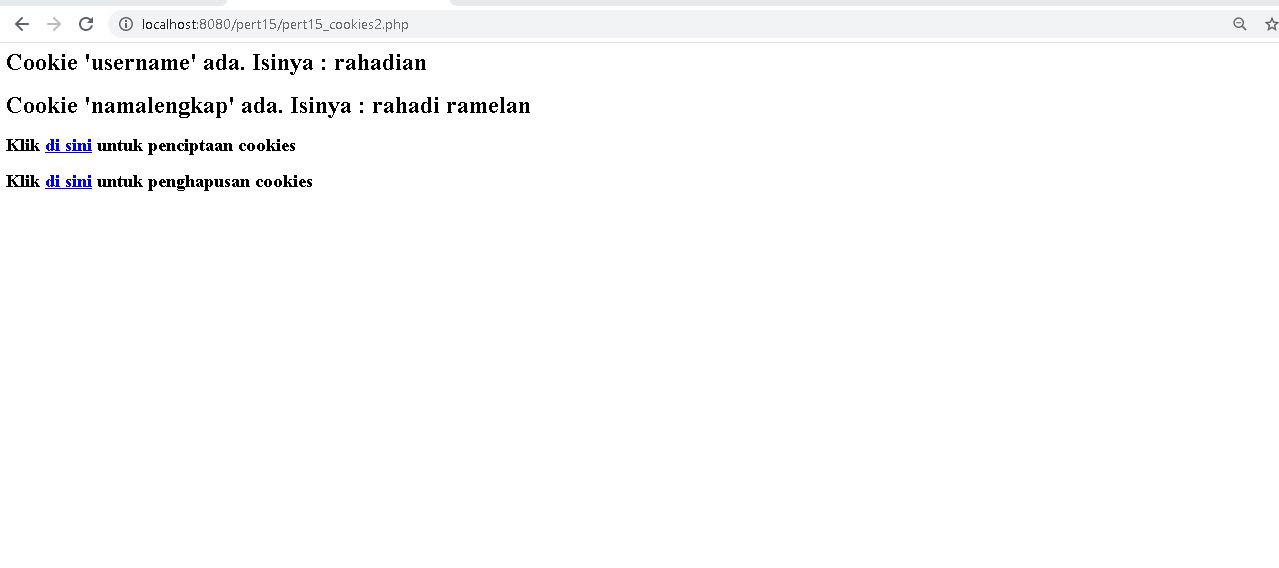 localhost:8080/pert15/pert15_cookies2.php
Cookie 'username' ada. Isinya : rahadian
Cookie 'namalengkap' ada. Isinya : rahadi ramelan
Klik di sini untuk penciptaan cookies
Klik di sini untuk penghapusan cookies